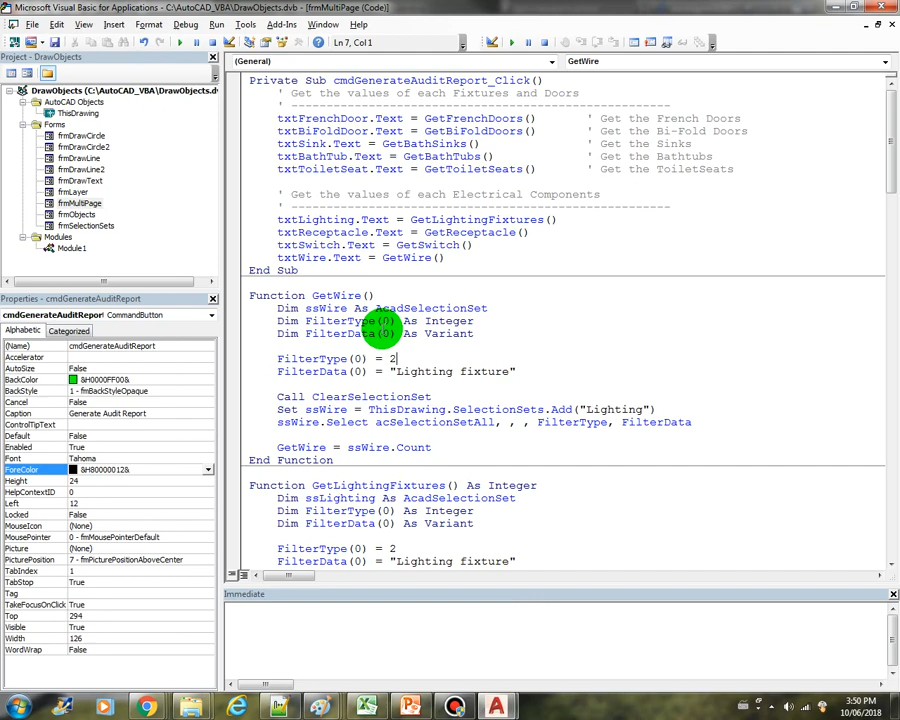 Microsoft Visual Basic for Applications - C:\AutoCAD_VBA\DrawObjects.dvb - [frmMultiPage (Code)]
File Edit View Insert Format Debug Run Tools Add-Ins Window Help
Ln 7, Col 1
Project - DrawObjects
DrawObjects (C:\AutoCAD_VBA\DrawObjects.dv
AutoCAD Objects
ThisDrawing
Forms
frmDrawCircle
frmDrawCircle2
frmDrawLine
frmDrawLine2
frmDrawText
frmLayer
frmMultiPage
frmObjects
frmSelectionSets
Modules
Module1
Properties - cmdGenerateAuditReport
cmdGenerateAuditReport CommandButton
Alphabetic Categorized
(Name) cmdGenerateAuditReport
Accelerator
AutoSize False
BackColor &H0000FF00&
BackStyle 1 - fmBackStyleOpaque
Cancel False
Caption Generate Audit Report
ControlTipText
Default False
Enabled True
Font Tahoma
ForeColor &H80000012&
Height 24
HelpContextID 0
Left 12
Locked False
MouseIcon (None)
MousePointer 0 - fmMousePointerDefault
Picture (None)
PicturePosition 7 - fmPicturePositionAboveCenter
TabIndex 1
TabStop True
Tag
TakeFocusOnClick True
Top 294
Visible True
Width 126
WordWrap False
(General) GetWire
Private Sub cmdGenerateAuditReport_Click()
' Get the values of each Fixtures and Doors
' ------------------------------------------------------
txtFrenchDoor.Text = GetFrenchDoors() ' Get the French Doors
txtBiFoldDoor.Text = GetBiFoldDoors() ' Get the Bi-Fold Doors
txtSink.Text = GetBathSinks() ' Get the Sinks
txtBathTub.Text = GetBathTubs() ' Get the Bathtubs
txtToiletSeat.Text = GetToiletSeats() ' Get the ToiletSeats
' Get the values of each Electrical Components
' ------------------------------------------------------
txtLighting.Text = GetLightingFixtures()
txtReceptacle.Text = GetReceptacle()
txtSwitch.Text = GetSwitch()
txtWire.Text = GetWire()
End Sub
Function GetWire()
Dim ssWire As AcadSelectionSet
Dim FilterType(0) As Integer
Dim FilterData(0) As Variant
FilterType(0) = 2
FilterData(0) = "Lighting fixture"
Call ClearSelectionSet
Set ssWire = ThisDrawing.SelectionSets.Add("Lighting")
ssWire.Select acSelectionSetAll, , , FilterType, FilterData
GetWire = ssWire.Count
End Function
Function GetLightingFixtures() As Integer
Dim ssLighting As AcadSelectionSet
Dim FilterType(0) As Integer
Dim FilterData(0) As Variant
FilterType(0) = 2
FilterData(0) = "Lighting fixture"
Immediate
3:50 PM
10/06/2018